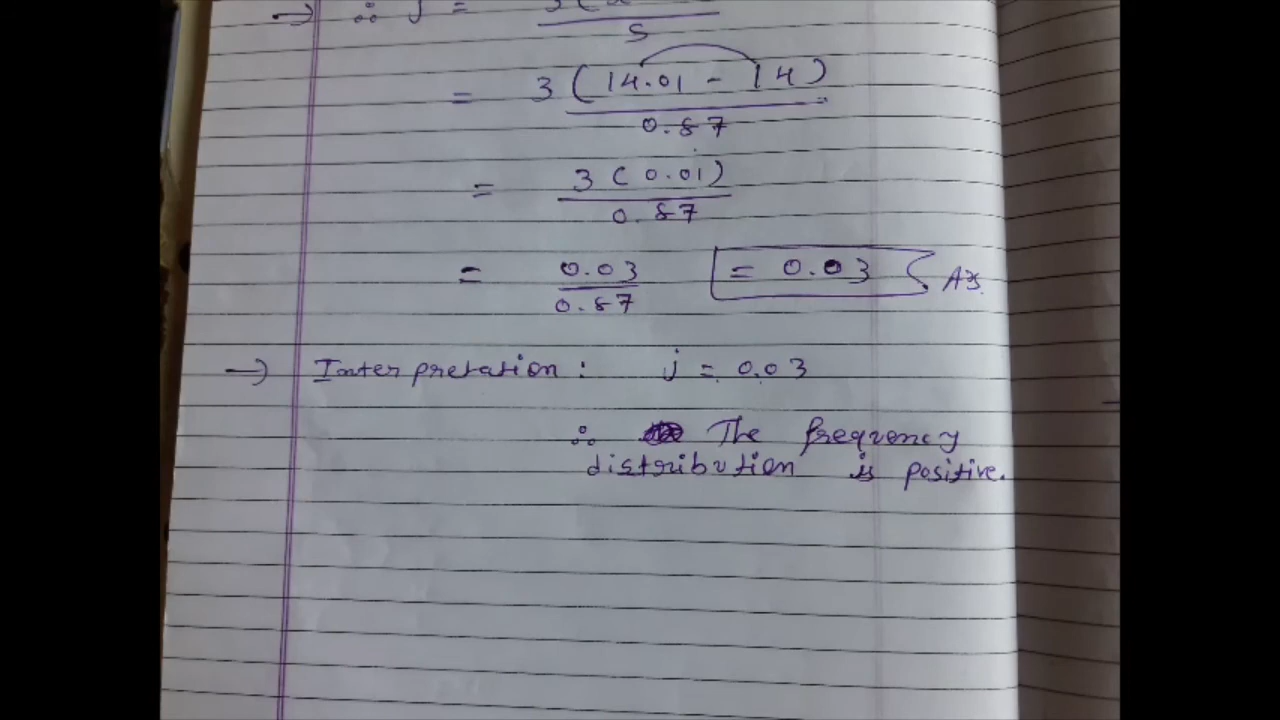 → ∴ j =
S
= 3 ( 14.01 - 14 )
0.87
= 3 ( 0.01 )
0.87
= 0.03 = 0.03 Ans.
0.87
→ Interpretation : j = 0.03
∴ The frequency
distribution is positive.